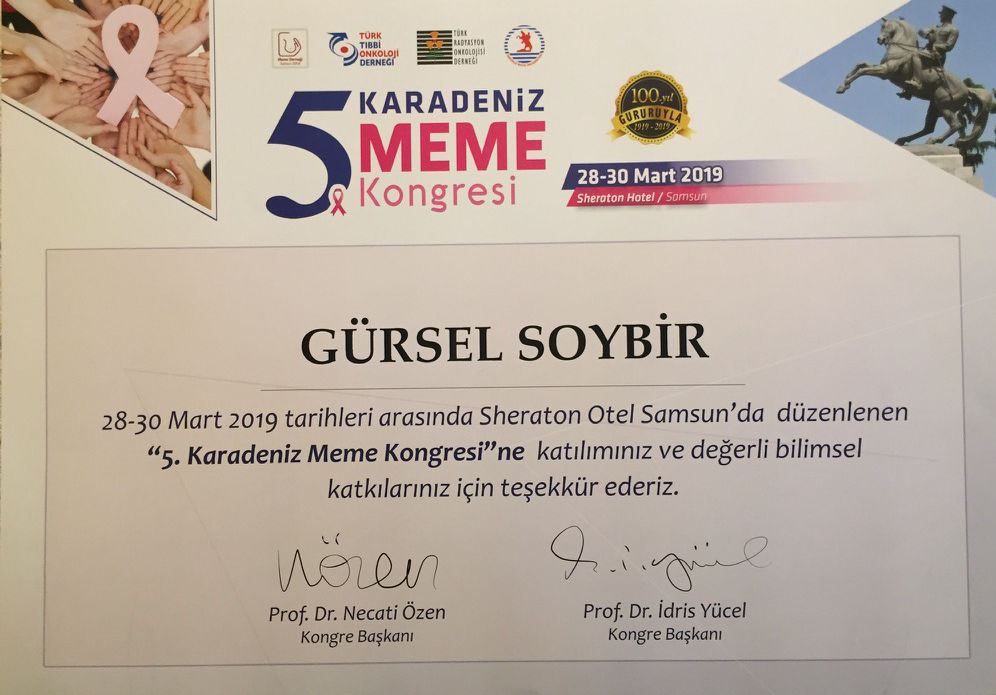 Meme Derneği
TÜRK
TIBBİ
ONKOLOJİ
DERNEĞİ
TÜRK
RADYASYON
ONKOLOJİSİ
DERNEĞİ
5. KARADENİZ
MEME
Kongresi
100.yıl
GURURUYLA
1919 - 2019
28-30 Mart 2019
Sheraton Hotel / Samsun
GÜRSEL SOYBİR
28-30 Mart 2019 tarihleri arasında Sheraton Otel Samsun’da düzenlenen
“5. Karadeniz Meme Kongresi”ne katılımınız ve değerli bilimsel
katkılarınız için teşekkür ederiz.
Prof. Dr. Necati Özen
Kongre Başkanı
Prof. Dr. İdris Yücel
Kongre Başkanı